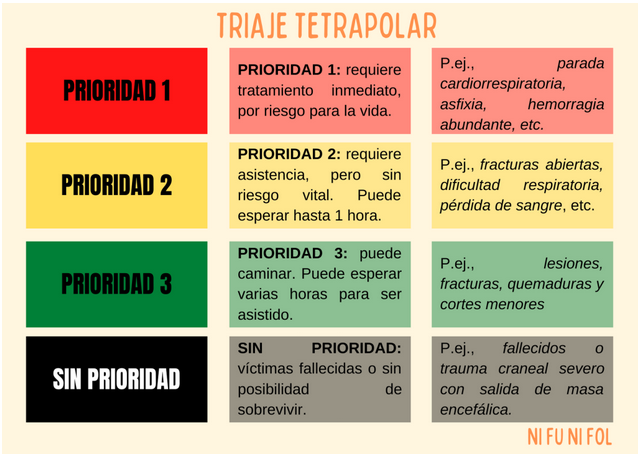 TRIAJE TETRAPOLAR
PRIORIDAD 1
PRIORIDAD 1: requiere
tratamiento inmediato,
por riesgo para la vida.
P.ej., parada
cardiorrespiratoria,
asfixia, hemorragia
abundante, etc.
PRIORIDAD 2
PRIORIDAD 2: requiere
asistencia, pero sin
riesgo vital. Puede
esperar hasta 1 hora.
P.ej., fracturas abiertas,
dificultad respiratoria,
pérdida de sangre, etc.
PRIORIDAD 3
PRIORIDAD 3: puede
caminar. Puede esperar
varias horas para ser
asistido.
P.ej., lesiones,
fracturas, quemaduras y
cortes menores
SIN PRIORIDAD
SIN PRIORIDAD:
víctimas fallecidas o sin
posibilidad de
sobrevivir.
P.ej., fallecidos o
trauma craneal severo
con salida de masa
encefálica.
NI FU NI FOL